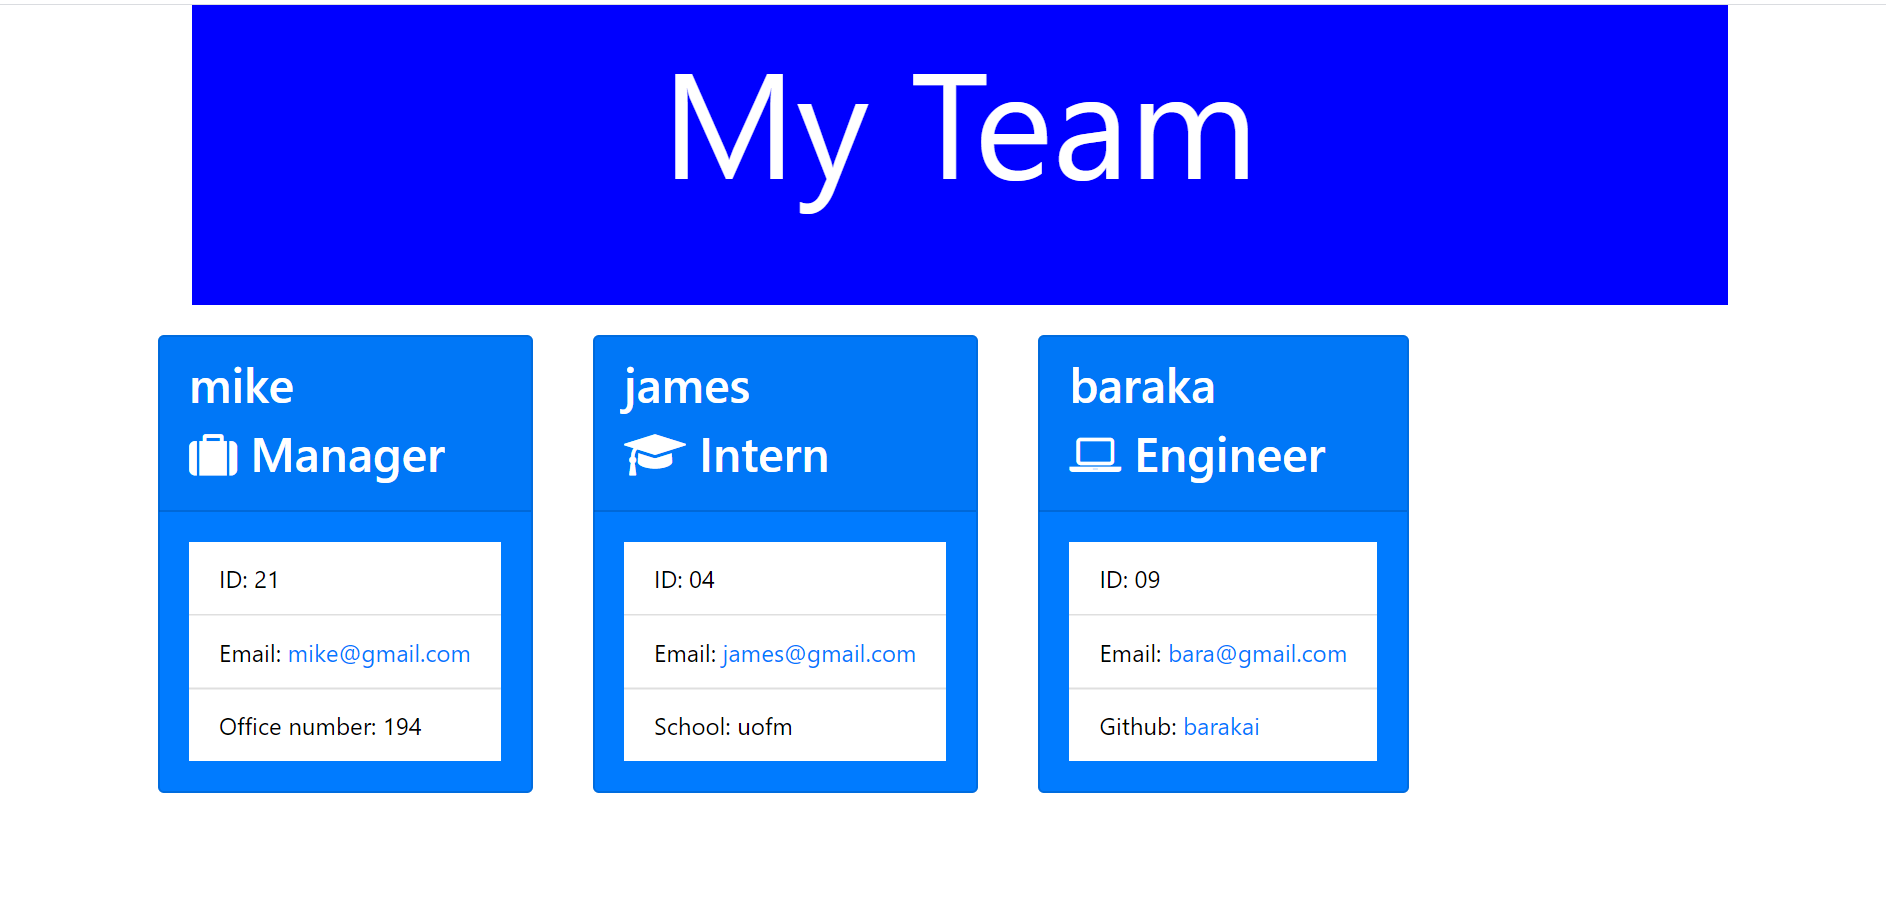 My Team
mike
Manager
ID: 21
Email: mike@gmail.com
Office number: 194
james
Intern
ID: 04
Email: james@gmail.com
School: uofm
baraka
Engineer
ID: 09
Email: bara@gmail.com
Github: barakai